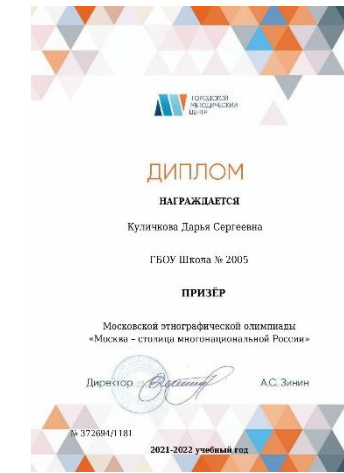 ГОРОДСКОЙ
МЕТОДИЧЕСКИЙ
ЦЕНТР
ДИПЛОМ
НАГРАЖДАЕТСЯ
Куличкова Дарья Сергеевна
ГБОУ Школа № 2005
ПРИЗЁР
Московской этнографической олимпиады
«Москва – столица многонациональной России»
Директор А.С. Зинин
№ 372694/1181
2021-2022 учебный год